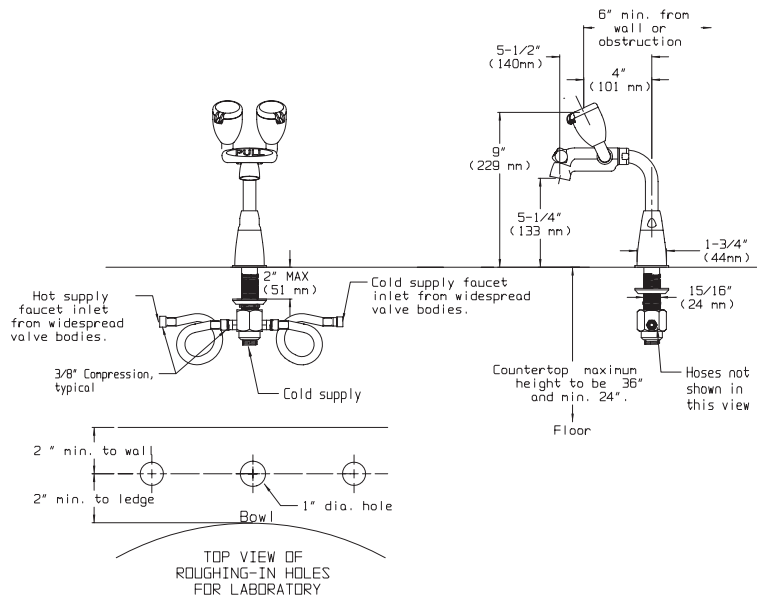 6" min. from
wall or
obstruction
5-1/2"
(140mm)
4"
(101 mm)
PULL
9"
(229 mm)
5-1/4"
(133 mm)
1-3/4"
(44mm)
2" MAX
(51 mm)
Hot supply
faucet inlet
from widespread
valve bodies.
Cold supply faucet
inlet from widespread
valve bodies.
15/16"
(24 mm)
3/8" Compression,
typical
Cold supply
Countertop maximum
height to be 36"
and min. 24".
Floor
Hoses not
shown in
this view
2 " min. to wall
2" min. to ledge
1" dia. hole
Bowl
TOP VIEW OF
ROUGHING-IN HOLES
FOR LABORATORY